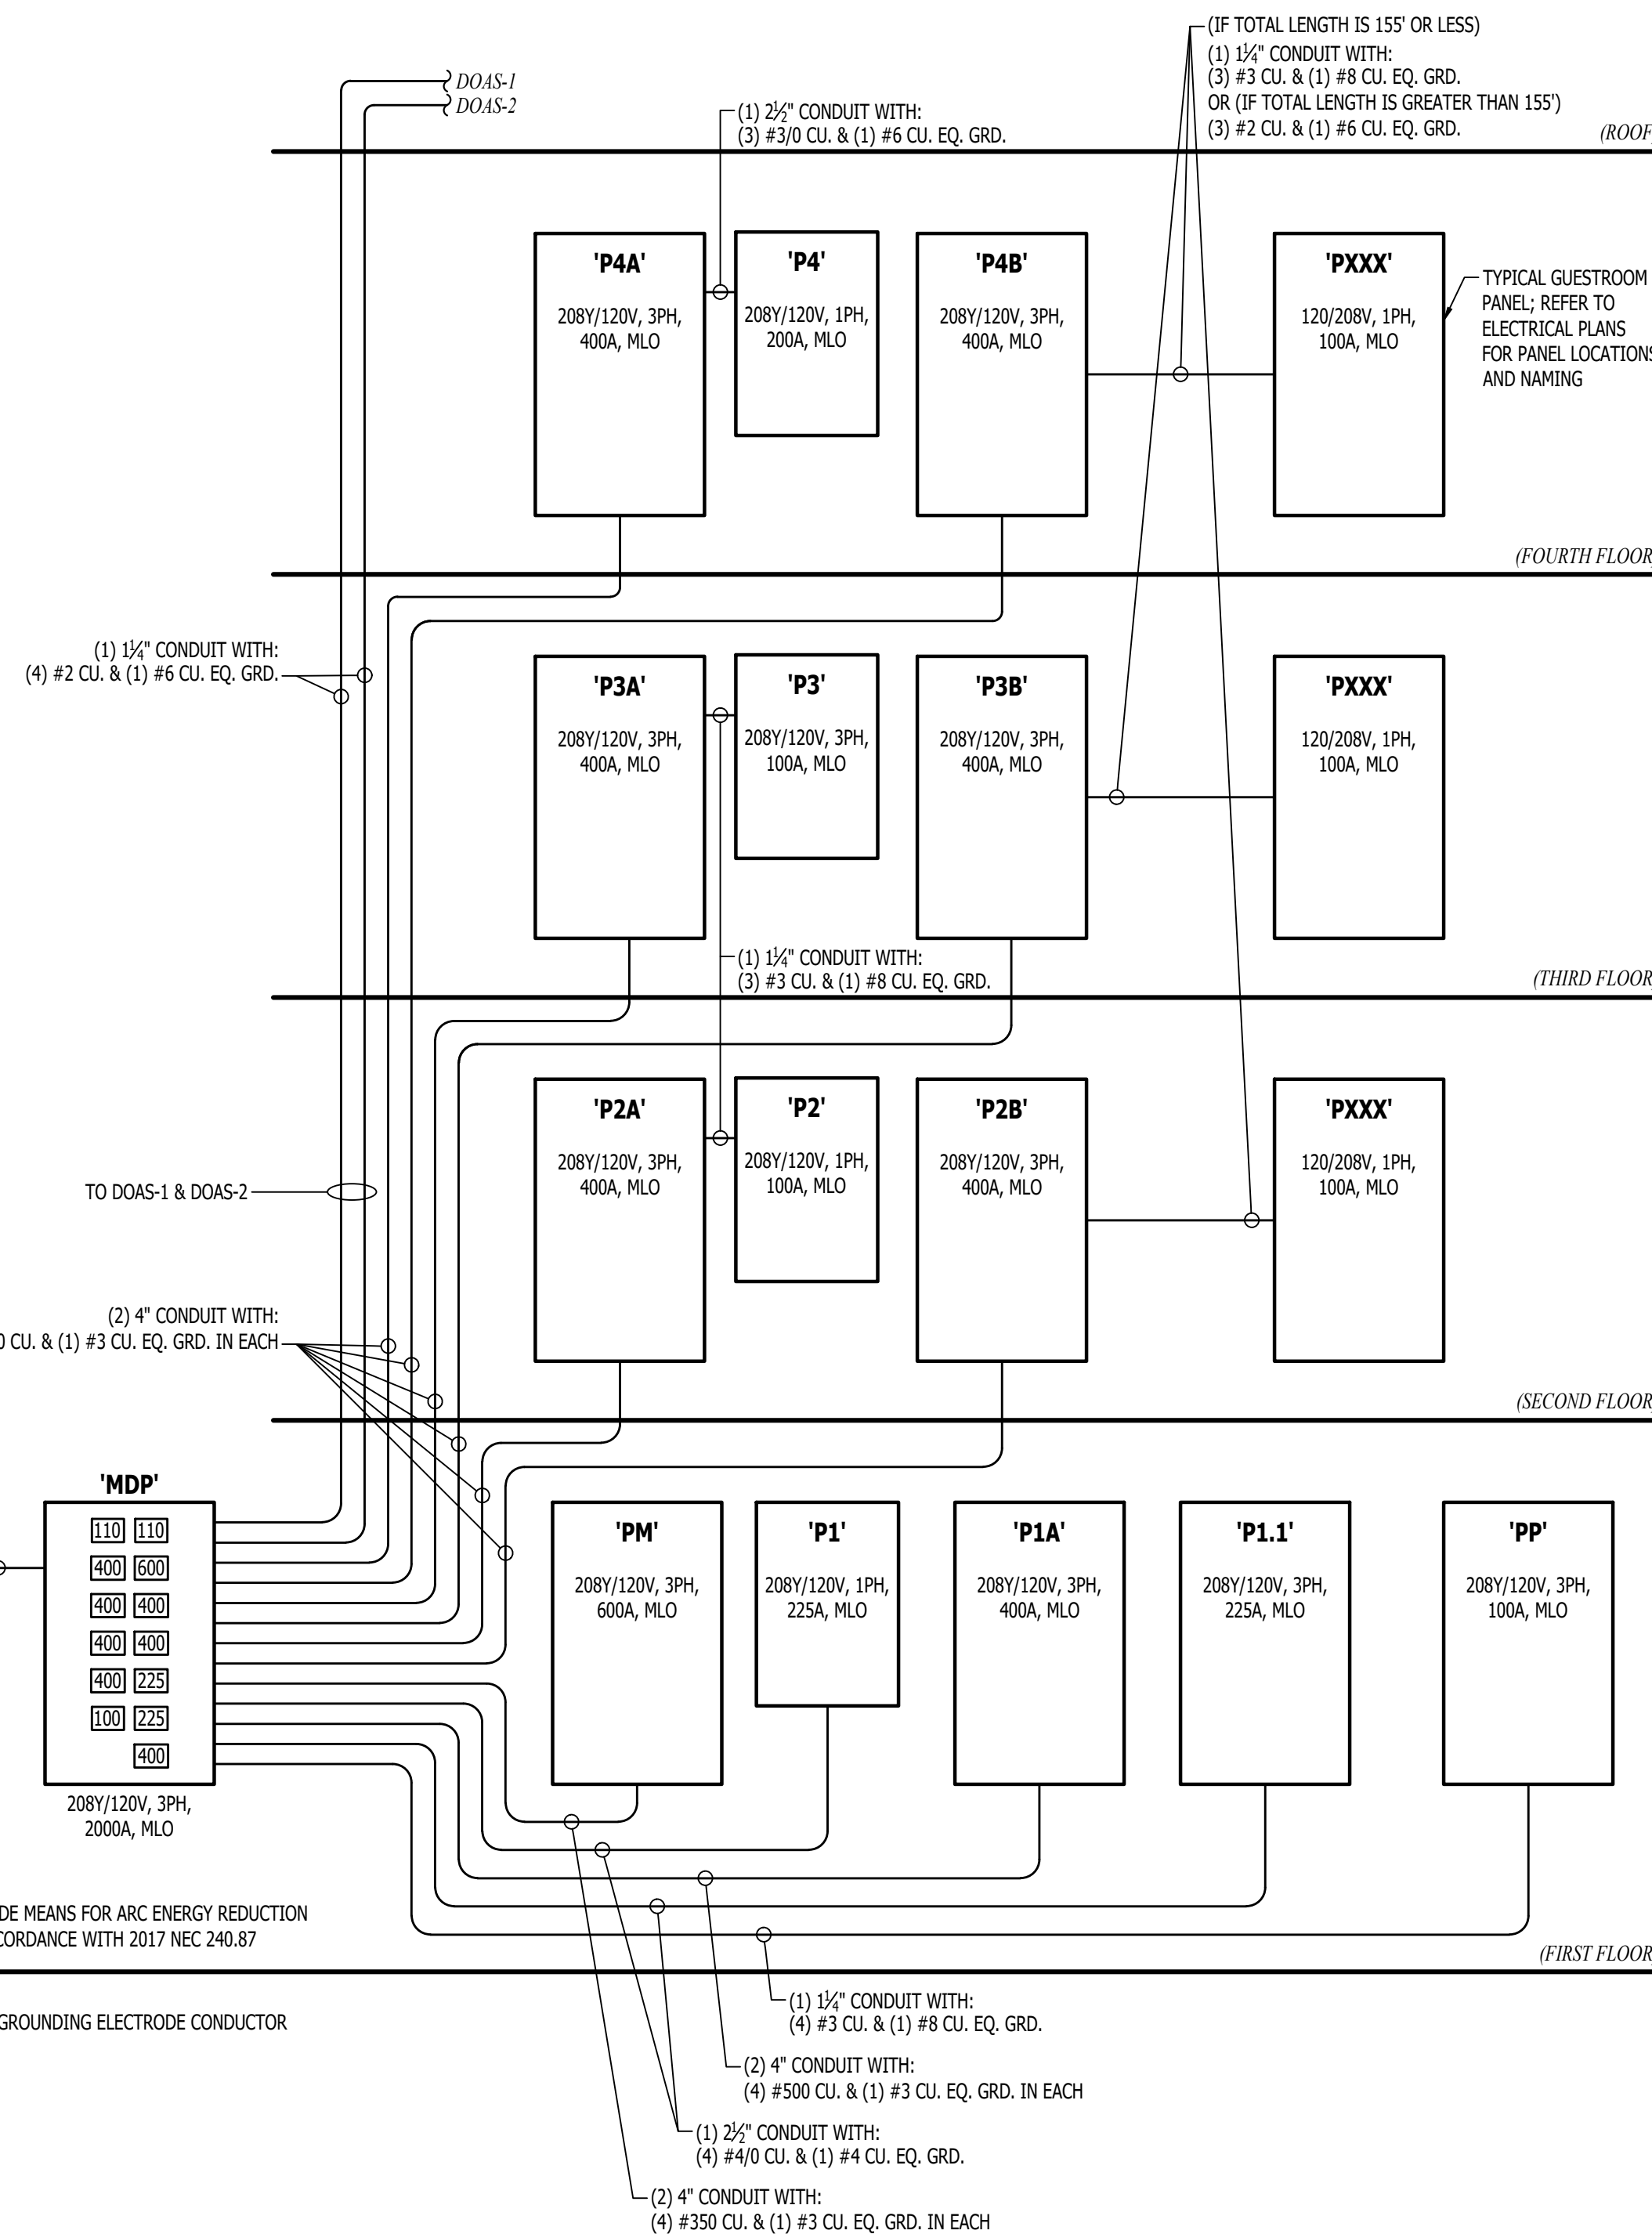 (IF TOTAL LENGTH IS 155' OR LESS)
(1) 1¼" CONDUIT WITH:
(3) #3 CU. & (1) #8 CU. EQ. GRD.
OR (IF TOTAL LENGTH IS GREATER THAN 155')
(3) #2 CU. & (1) #6 CU. EQ. GRD.
DOAS-1
DOAS-2
(1) 2½" CONDUIT WITH:
(3) #3/0 CU. & (1) #6 CU. EQ. GRD.
(ROOF
'P4A'
208Y/120V, 3PH,
400A, MLO
'P4'
208Y/120V, 1PH,
200A, MLO
'P4B'
208Y/120V, 3PH,
400A, MLO
'PXXX'
120/208V, 1PH,
100A, MLO
TYPICAL GUESTROOM
PANEL; REFER TO
ELECTRICAL PLANS
FOR PANEL LOCATIONS
AND NAMING
(FOURTH FLOOR
(1) 1¼" CONDUIT WITH:
(4) #2 CU. & (1) #6 CU. EQ. GRD.
'P3A'
208Y/120V, 3PH,
400A, MLO
'P3'
208Y/120V, 3PH,
100A, MLO
'P3B'
208Y/120V, 3PH,
400A, MLO
'PXXX'
120/208V, 1PH,
100A, MLO
(1) 1¼" CONDUIT WITH:
(3) #3 CU. & (1) #8 CU. EQ. GRD.
(THIRD FLOOR
'P2A'
208Y/120V, 3PH,
400A, MLO
'P2'
208Y/120V, 1PH,
100A, MLO
'P2B'
208Y/120V, 3PH,
400A, MLO
'PXXX'
120/208V, 1PH,
100A, MLO
TO DOAS-1 & DOAS-2
(2) 4" CONDUIT WITH:
0 CU. & (1) #3 CU. EQ. GRD. IN EACH
(SECOND FLOOR
'MDP'
110 110
400 600
400 400
400 400
400 225
100 225
400
208Y/120V, 3PH,
2000A, MLO
'PM'
208Y/120V, 3PH,
600A, MLO
'P1'
208Y/120V, 1PH,
225A, MLO
'P1A'
208Y/120V, 3PH,
400A, MLO
'P1.1'
208Y/120V, 3PH,
225A, MLO
'PP'
208Y/120V, 3PH,
100A, MLO
DE MEANS FOR ARC ENERGY REDUCTION
CORDANCE WITH 2017 NEC 240.87
(FIRST FLOOR
GROUNDING ELECTRODE CONDUCTOR
(1) 1¼" CONDUIT WITH:
(4) #3 CU. & (1) #8 CU. EQ. GRD.
(2) 4" CONDUIT WITH:
(4) #500 CU. & (1) #3 CU. EQ. GRD. IN EACH
(1) 2½" CONDUIT WITH:
(4) #4/0 CU. & (1) #4 CU. EQ. GRD.
(2) 4" CONDUIT WITH:
(4) #350 CU. & (1) #3 CU. EQ. GRD. IN EACH